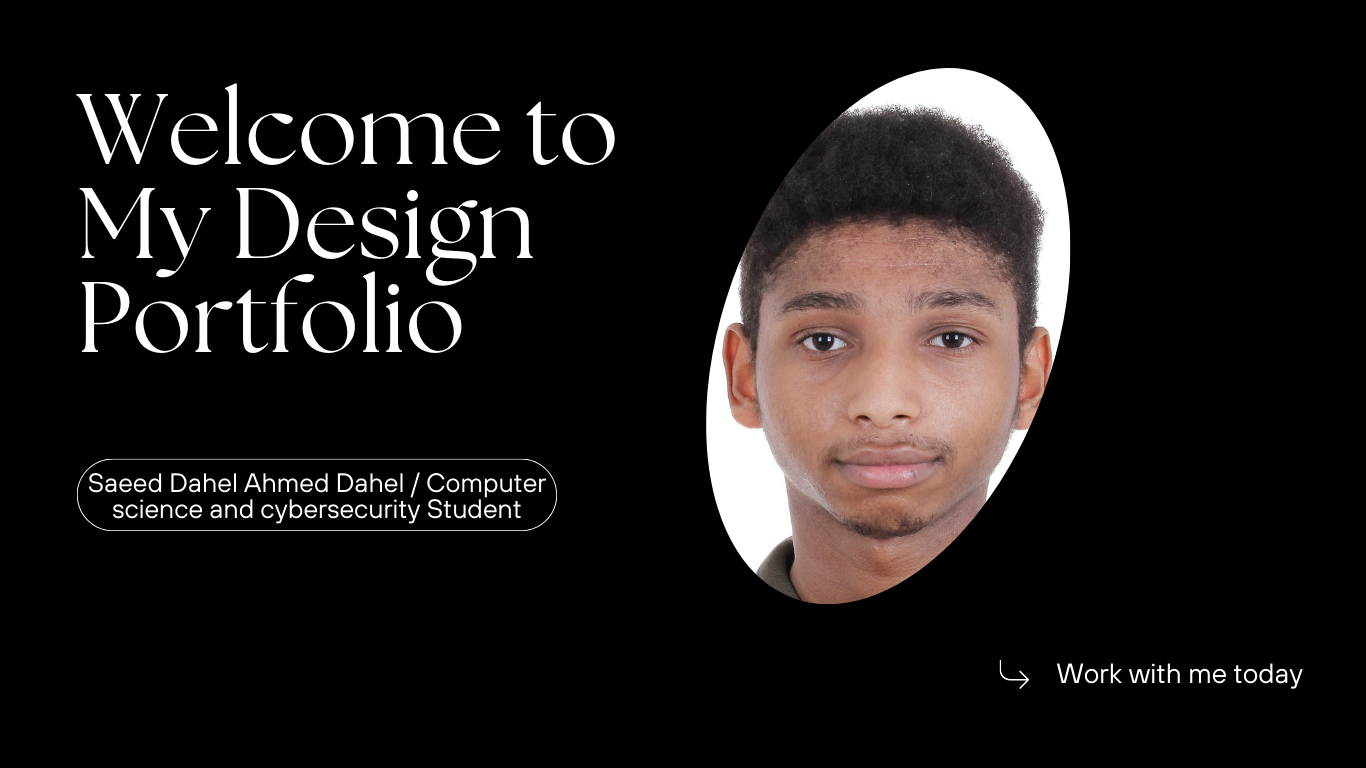 Welcome to
My Design
Portfolio
Saeed Dahel Ahmed Dahel / Computer
science and cybersecurity Student
Work with me today